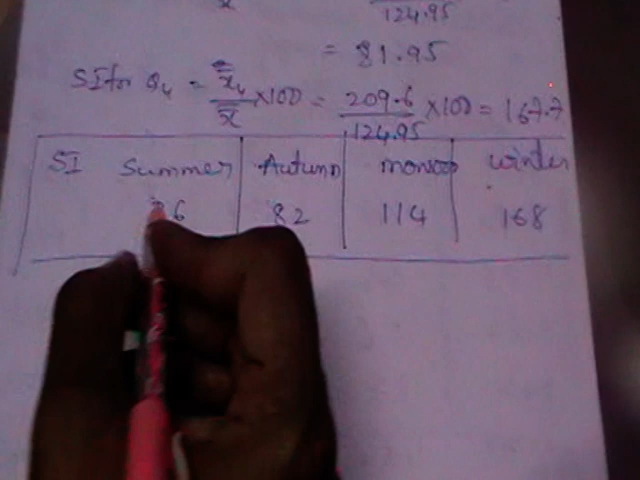 x
124.95
= 81.95
SI for Q4 = x̄4/x̄ ×100 = 209.6/124.95 ×100 = 167.7
SI Summer Autumn monsoon winter
36 82 114 168